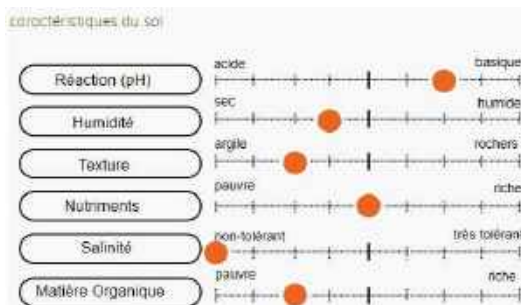 caractéristiques du sol
acide basique
Réaction (pH)
sec humide
Humidité
argile rochers
Texture
pauvre riche
Nutriments
non-tolérant très tolérant
Salinité
pauvre riche
Matière Organique